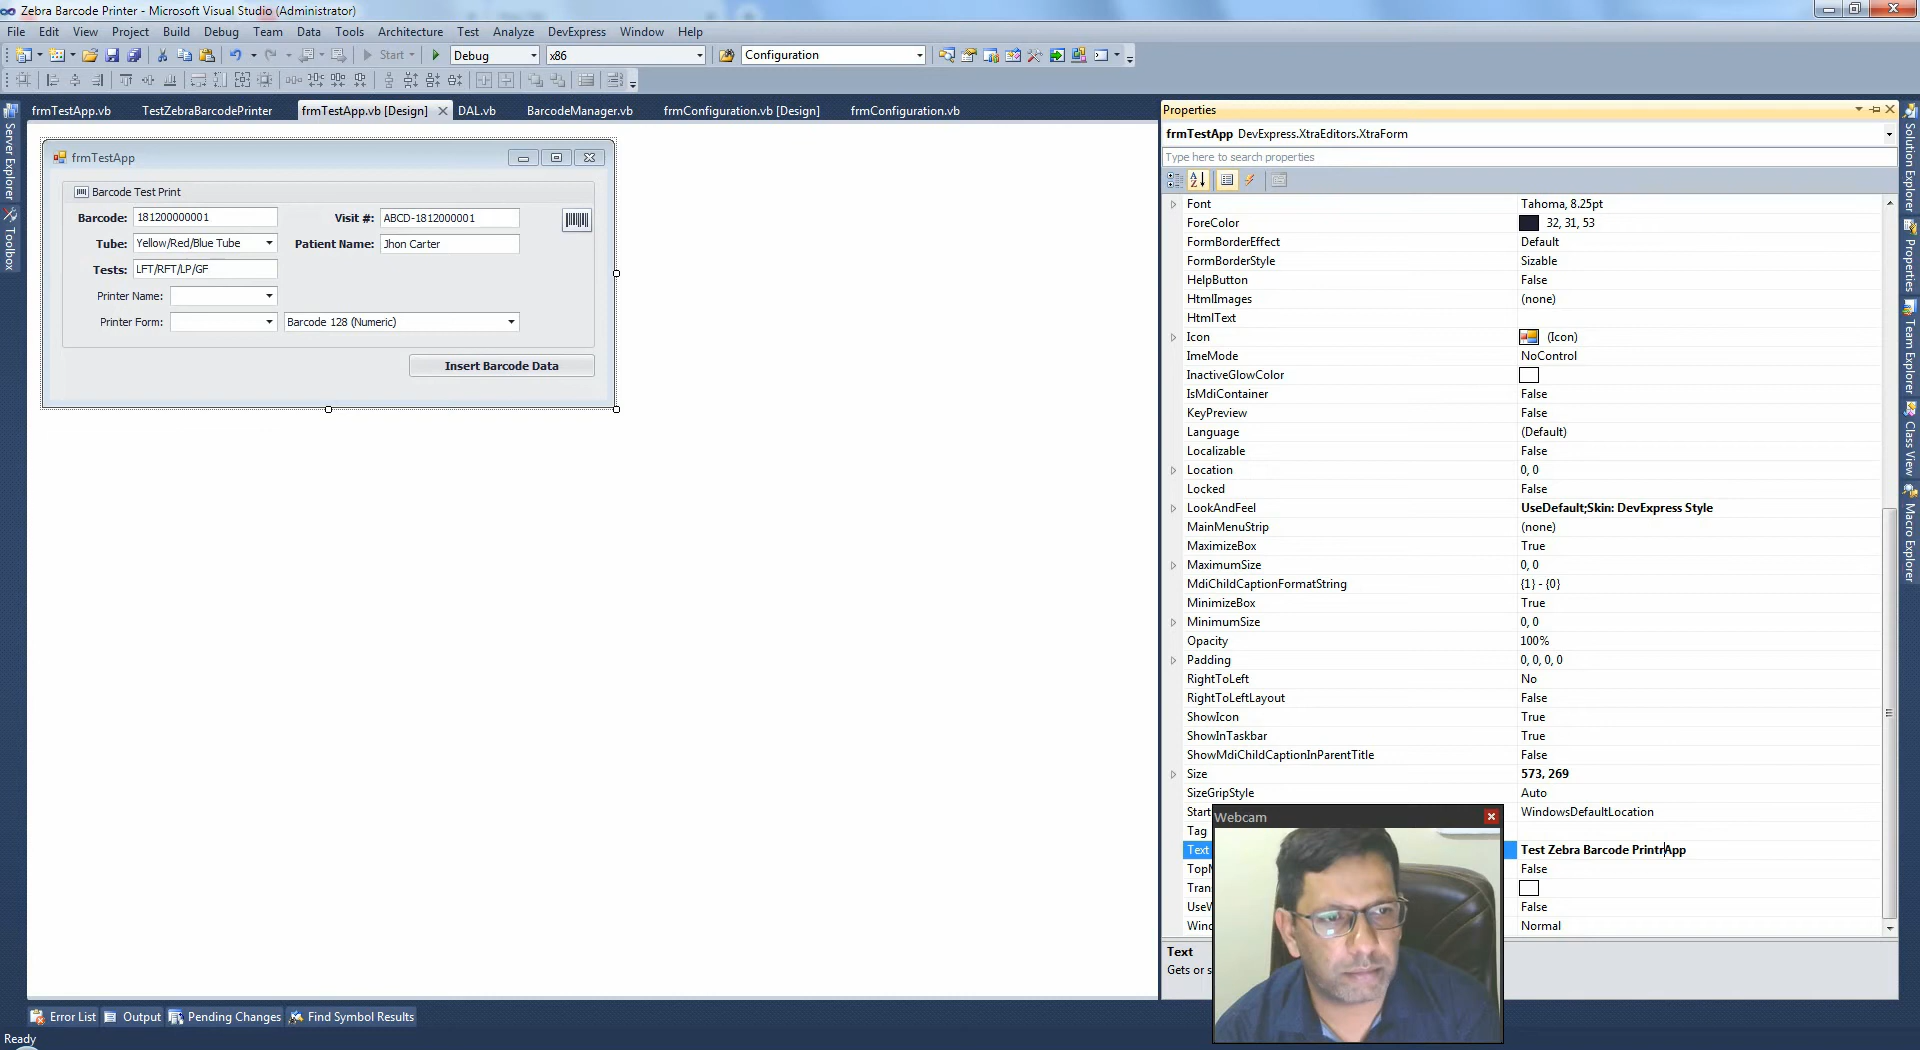 Zebra Barcode Printer - Microsoft Visual Studio (Administrator)
File Edit View Project Build Debug Team Data Tools Architecture Test Analyze DevExpress Window Help
Start Debug x86 Configuration
frmTestApp.vb TestZebraBarcodePrinter frmTestApp.vb [Design] DAL.vb BarcodeManager.vb frmConfiguration.vb [Design] frmConfiguration.vb
Server Explorer
Toolbox
frmTestApp
Barcode Test Print
Barcode: 181200000001 Visit #: ABCD-1812000001
Tube: Yellow/Red/Blue Tube Patient Name: Jhon Carter
Tests: LFT/RFT/LP/GF
Printer Name:
Printer Form: Barcode 128 (Numeric)
Insert Barcode Data
Properties
frmTestApp DevExpress.XtraEditors.XtraForm
Type here to search properties
Font Tahoma, 8.25pt
ForeColor 32, 31, 53
FormBorderEffect Default
FormBorderStyle Sizable
HelpButton False
HtmlImages (none)
HtmlText
Icon (Icon)
ImeMode NoControl
InactiveGlowColor
IsMdiContainer False
KeyPreview False
Language (Default)
Localizable False
Location 0, 0
Locked False
LookAndFeel UseDefault;Skin: DevExpress Style
MainMenuStrip (none)
MaximizeBox True
MaximumSize 0, 0
MdiChildCaptionFormatString {1} - {0}
MinimizeBox True
MinimumSize 0, 0
Opacity 100%
Padding 0, 0, 0, 0
RightToLeft No
RightToLeftLayout False
ShowIcon True
ShowInTaskbar True
ShowMdiChildCaptionInParentTitle False
Size 573, 269
SizeGripStyle Auto
Start WindowsDefaultLocation
Tag
Text Test Zebra Barcode PrintrApp
TopM False
Tran
UseW False
Wind Normal
Text
Gets or s
Webcam
Solution Explorer
Properties
Team Explorer
Class View
Macro Explorer
Error List Output Pending Changes Find Symbol Results
Ready